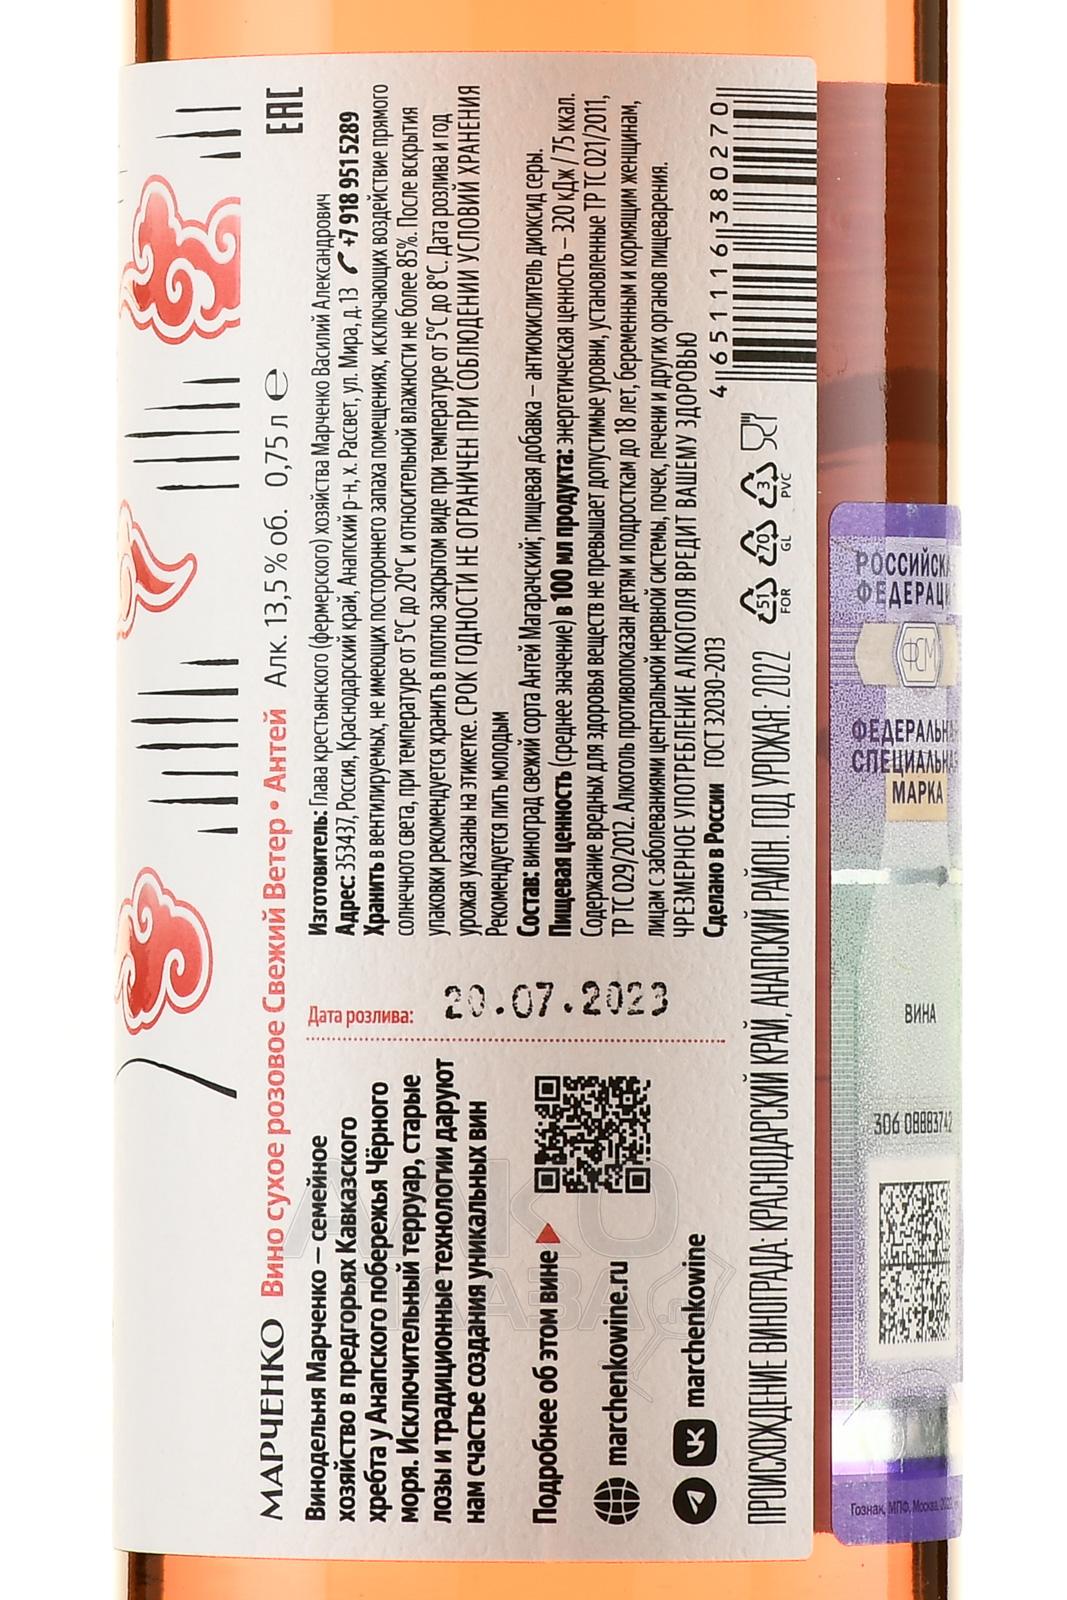 МАРЧЕНКО Вино сухое розовое Свежий Ветер • Антей Алк. 13,5 % об. 0,75 л ℮
EAC
Винодельня Марченко – семейное
хозяйство в предгорьях Кавказского
хребта у Анапского побережья Чёрного
моря. Исключительный терруар, старые
лозы и традиционные технологии даруют
нам счастье создания уникальных вин
Подробнее об этом вине
marchenkowine.ru
marchenkowine
Дата розлива:
20.07.2023
Изготовитель: Глава крестьянского (фермерского) хозяйства Марченко Василий Александрович
Адрес: 353437, Россия, Краснодарский край, Анапский р-н, х. Рассвет, ул. Мира, д. 13 +7 918 951 5289
Хранить в вентилируемых, не имеющих постороннего запаха помещениях, исключающих воздействие прямого
солнечного света, при температуре от 5°С до 20°С и относительной влажности не более 85%. После вскрытия
упаковки рекомендуется хранить в плотно закрытом виде при температуре от 5°С до 8°С. Дата розлива и год
урожая указаны на этикетке. СРОК ГОДНОСТИ НЕ ОГРАНИЧЕН ПРИ СОБЛЮДЕНИИ УСЛОВИЙ ХРАНЕНИЯ
Рекомендуется пить молодым
Состав: виноград свежий сорта Антей Магарачский; пищевая добавка – антиокислитель диоксид серы.
Пищевая ценность (среднее значение) в 100 мл продукта: энергетическая ценность – 320 кДж / 75 ккал.
Содержание вредных для здоровья веществ не превышает допустимые уровни, установленные ТР ТС 021/2011,
ТР ТС 029/2012. Алкоголь противопоказан детям и подросткам до 18 лет, беременным и кормящим женщинам,
лицам с заболеваниями центральной нервной системы, почек, печени и других органов пищеварения.
ЧРЕЗМЕРНОЕ УПОТРЕБЛЕНИЕ АЛКОГОЛЯ ВРЕДИТ ВАШЕМУ ЗДОРОВЬЮ
Сделано в России ГОСТ 32030-2013
4 651116 380270
51 FOR
70 GL
3 PVC
ПРОИСХОЖДЕНИЕ ВИНОГРАДА: КРАСНОДАРСКИЙ КРАЙ, АНАПСКИЙ РАЙОН. ГОД УРОЖАЯ: 2022
РОССИЙСКА
ФЕДЕРАЦИ
ФСМ
ФЕДЕРАЛЬНА
СПЕЦИАЛЬНА
МАРКА
ВИНА
306 08883742
Гознак, МПФ, Москва
АЛКО